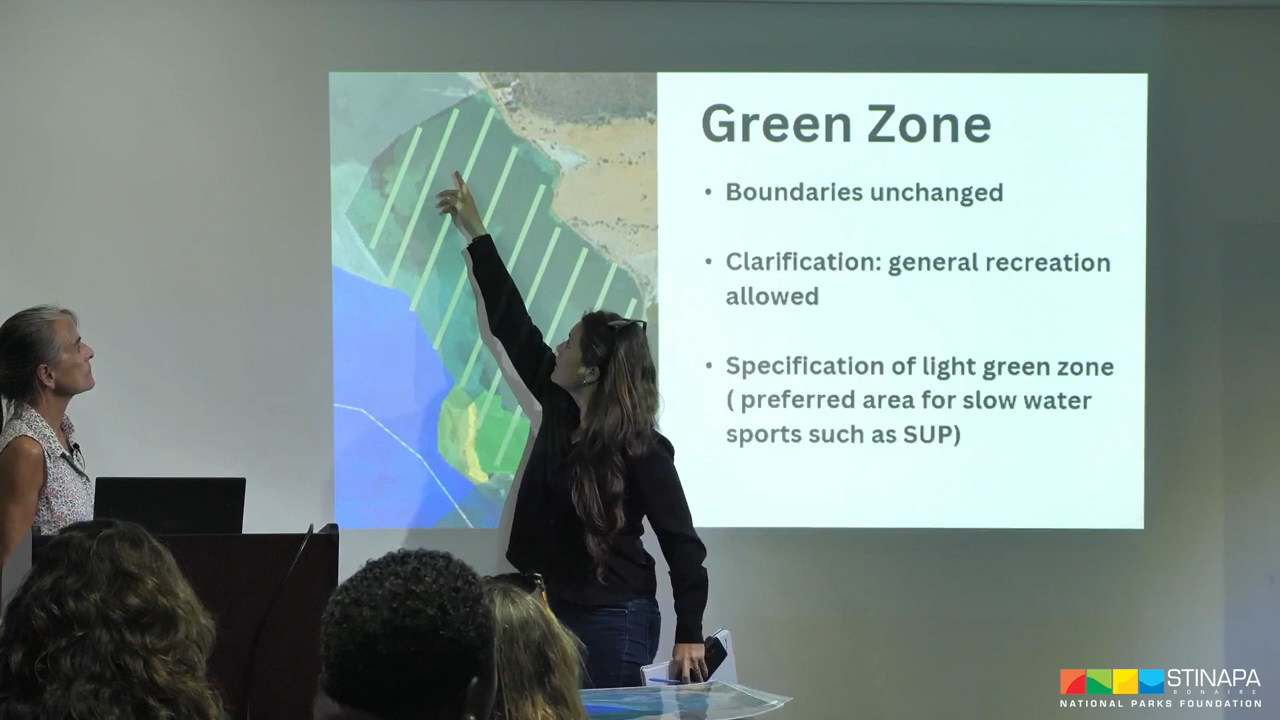 Green Zone
• Boundaries unchanged
• Clarification: general recreation
allowed
• Specification of light green zone
( preferred area for slow water
sports such as SUP)
STINAPA
BONAIRE
NATIONAL PARKS FOUNDATION